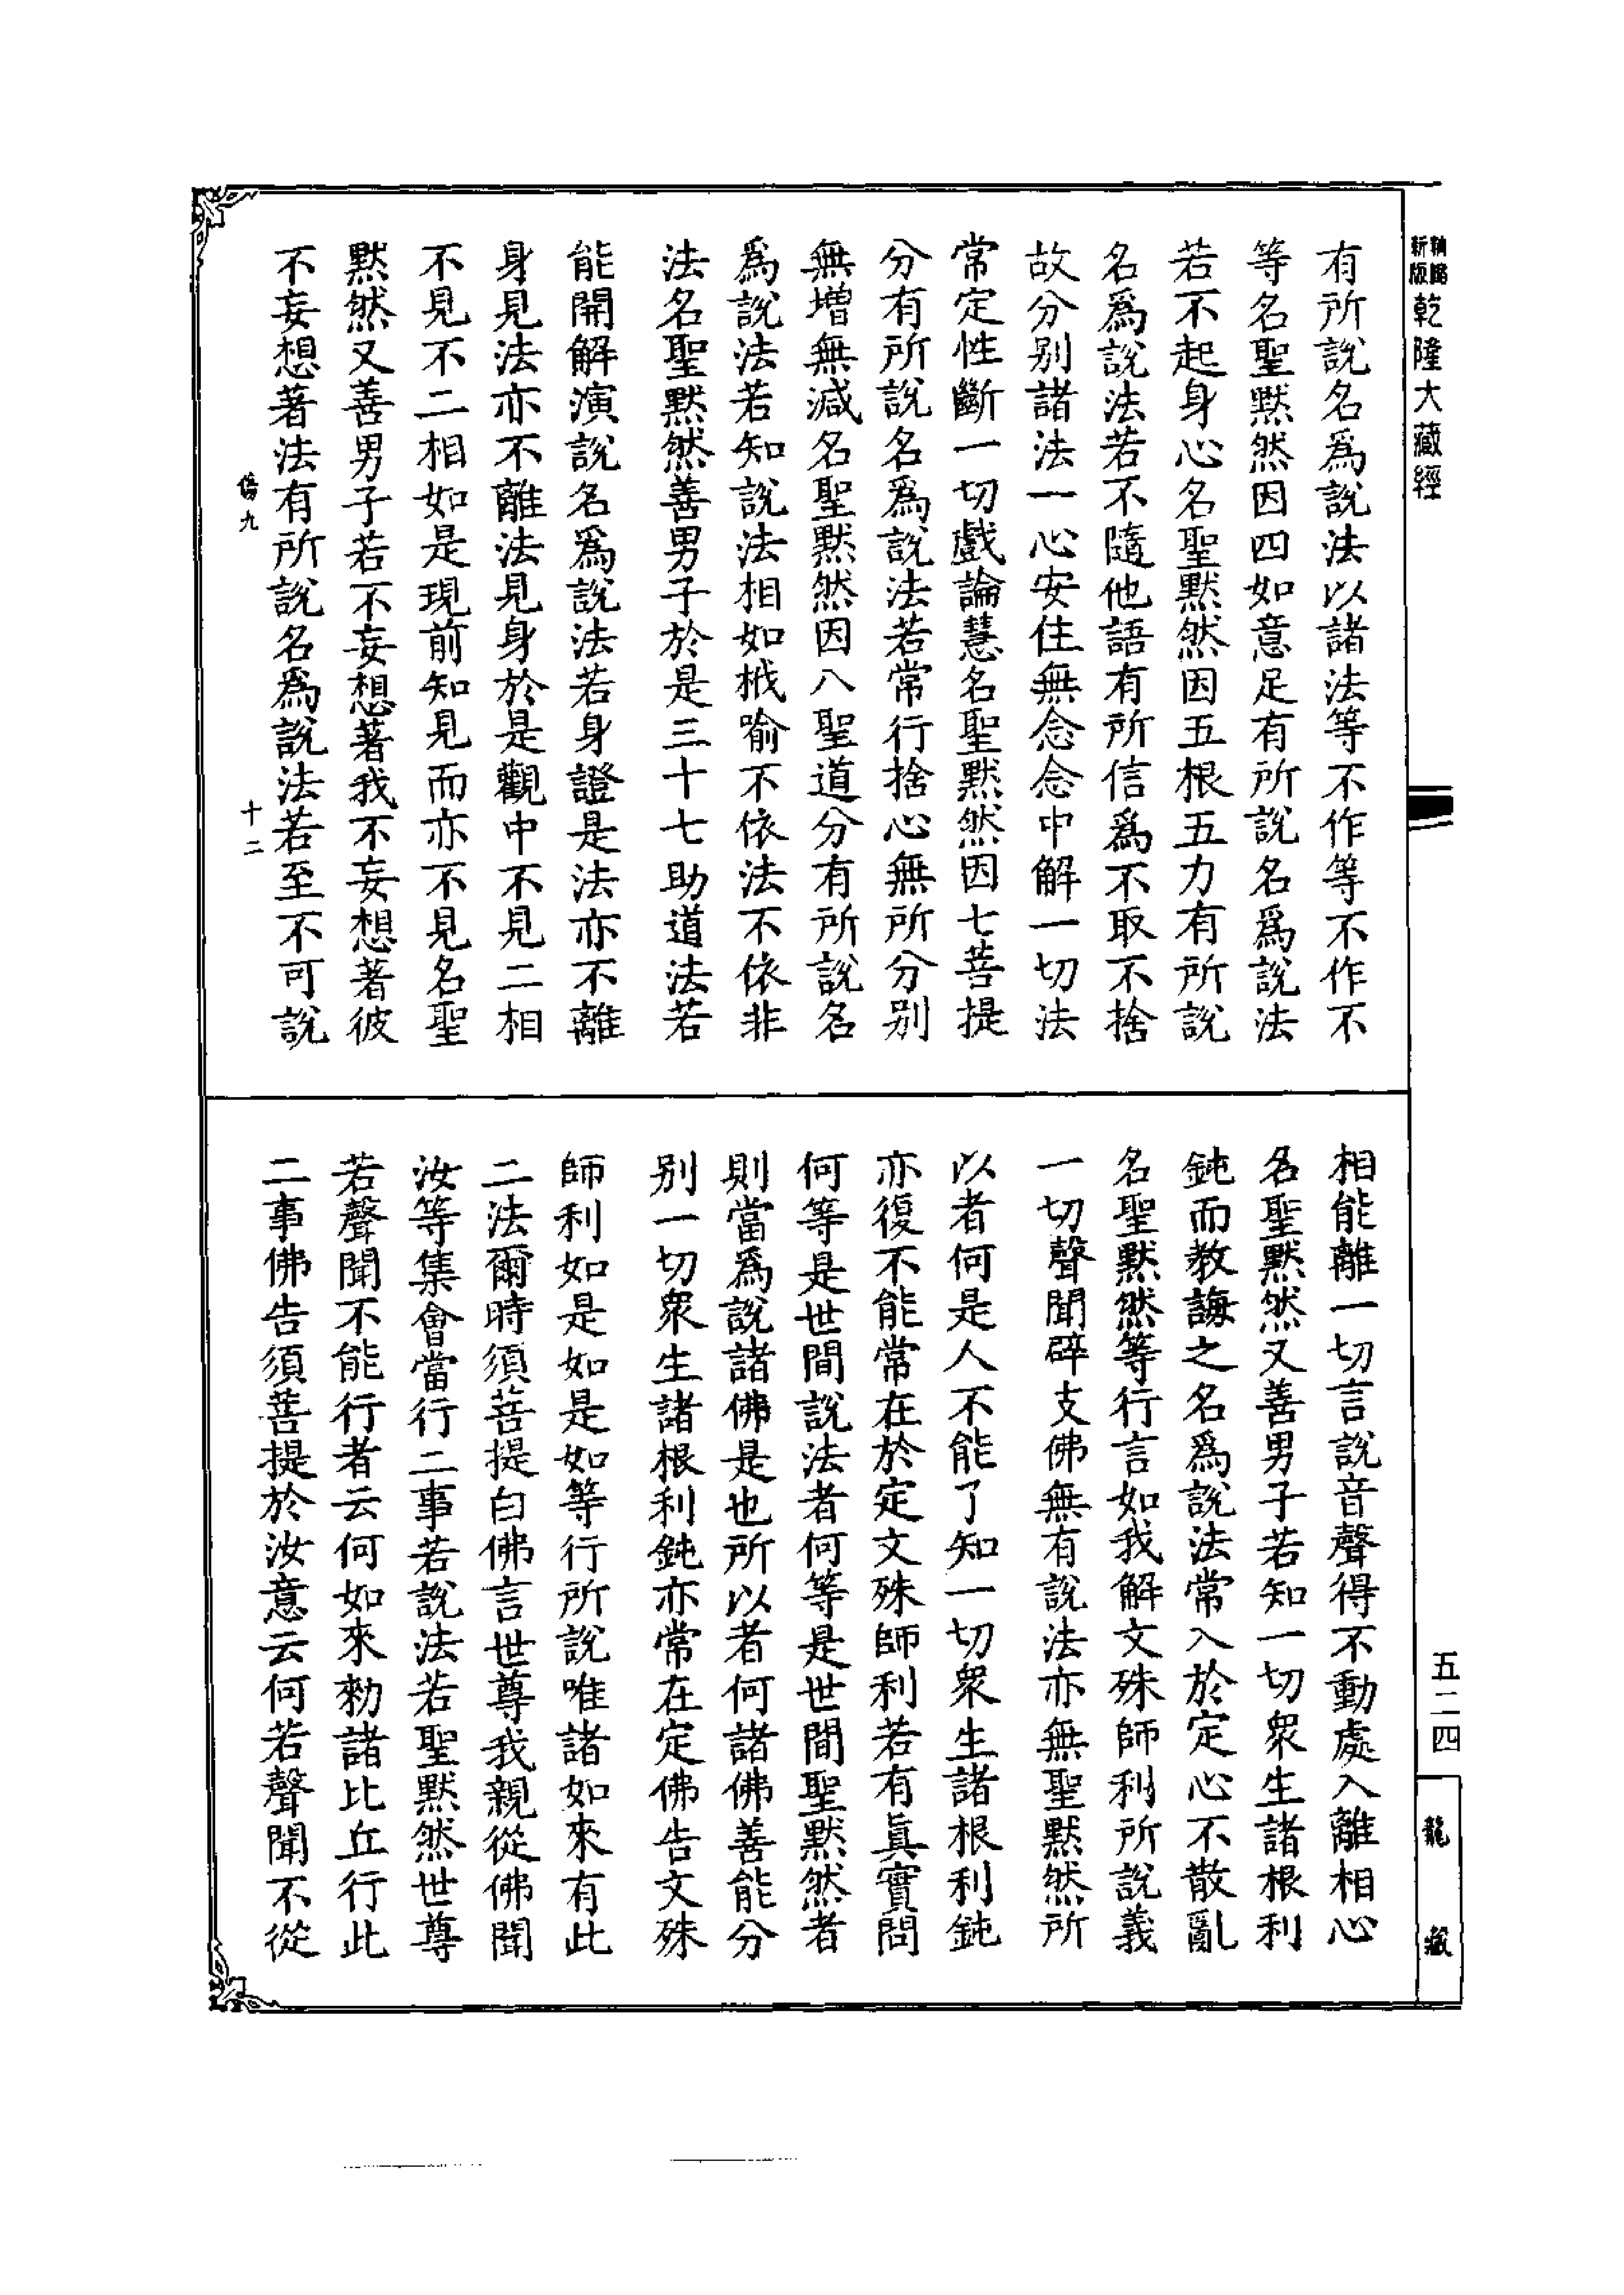 新版
乾隆大藏經
有所說名爲說法以諸法等不作等不作不
等名聖默然因四如意足有所說名爲說法
若不起身心名聖默然因五根五力有所說
名爲說法若不隨他語有所信爲不取不捨
故分别諸法一心安住無念念中解一切法
常定性斷一切戲論慧名聖默然因七菩提
分有所說名爲說法若常行捨心無所分别
無增無減名聖默然因八聖道分有所說名
爲說法若知說法相如栰喻不依法不依非
法名聖默然善男子於是三十七助道法若
能開解演說名爲說法若身證是法亦不離
身見法亦不離法見身於是觀中不見二相
不見不二相如是現前知見而亦不見名聖
默然又善男子若不妄想著我不妄想著彼
不妄想著法有所說名爲說法若至不可說
九
十二
相能離一切言說音聲得不動處入離相心
名聖默然又善男子若知一切衆生諸根利
鈍而教誨之名爲說法常入於定心不散亂
名聖默然等行言如我解文殊師利所說義
一切聲聞辟支佛無有說法亦無聖默然所
以者何是人不能了知一切衆生諸根利鈍
亦復不能常在於定文殊師利若有眞實問
何等是世間說法者何等是世間聖默然者
則當爲說諸佛是也所以者何諸佛善能分
别一切衆生諸根利鈍亦常在定佛告文殊
師利如是如是如等行所說唯諸如來有此
二法爾時須菩提白佛言世尊我親從佛聞
汝等集會當行二事若說法若聖默然世尊
若聲聞不能行者云何如來勑諸比丘行此
二事佛告須菩提於汝意云何若聲聞不從
五二四
龍藏